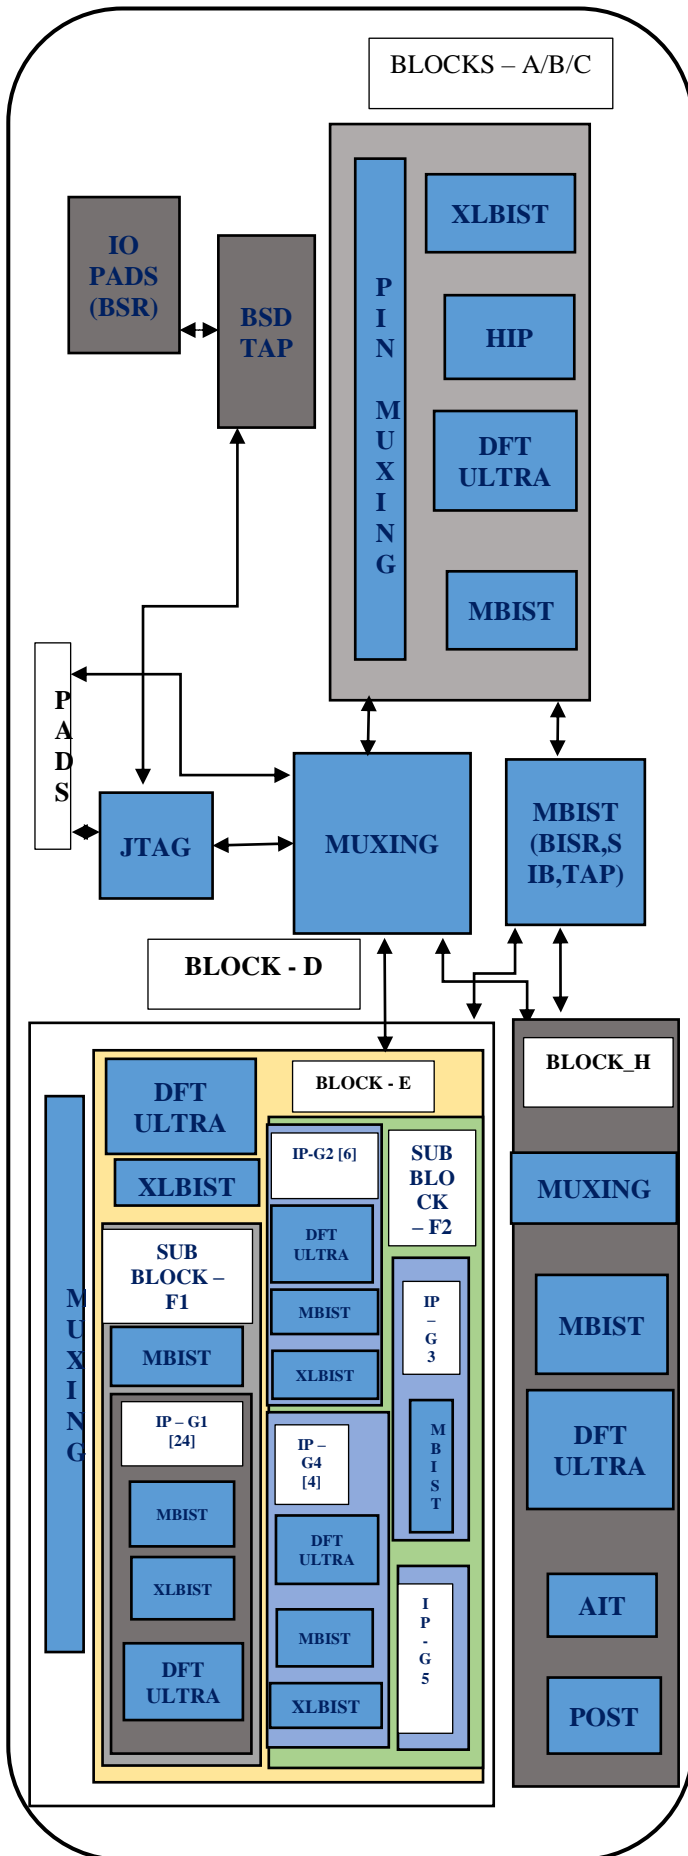 BLOCKS – A/B/C
XLBIST
IO
PADS
(BSR)
BSD
TAP
P
I
N
M
U
X
I
N
G
HIP
DFT
ULTRA
MBIST
P
A
D
S
JTAG
MUXING
MBIST
(BISR,S
IB,TAP)
BLOCK - D
M
U
X
I
N
G
DFT
ULTRA
XLBIST
BLOCK - E
SUB
BLOCK –
F1
MBIST
IP – G1
[24]
MBIST
XLBIST
DFT
ULTRA
IP-G2 [6]
DFT
ULTRA
MBIST
XLBIST
IP –
G4
[4]
DFT
ULTRA
MBIST
XLBIST
SUB
BLO
CK
– F2
IP
–
G
3
M
B
I
S
T
I
P
-
G
5
BLOCK_H
MUXING
MBIST
DFT
ULTRA
AIT
POST